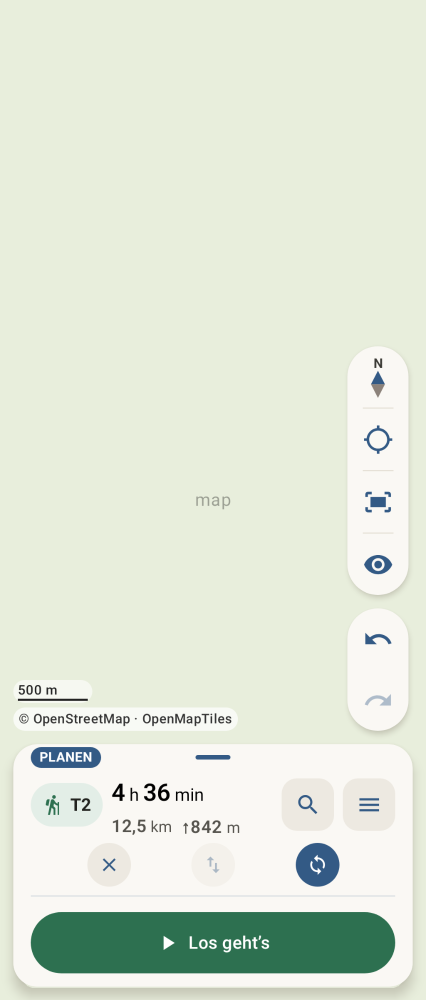 N
map
500 m
© OpenStreetMap · OpenMapTiles
PLANEN
T2
4 h 36 min
12,5 km ↑842 m
Los geht’s